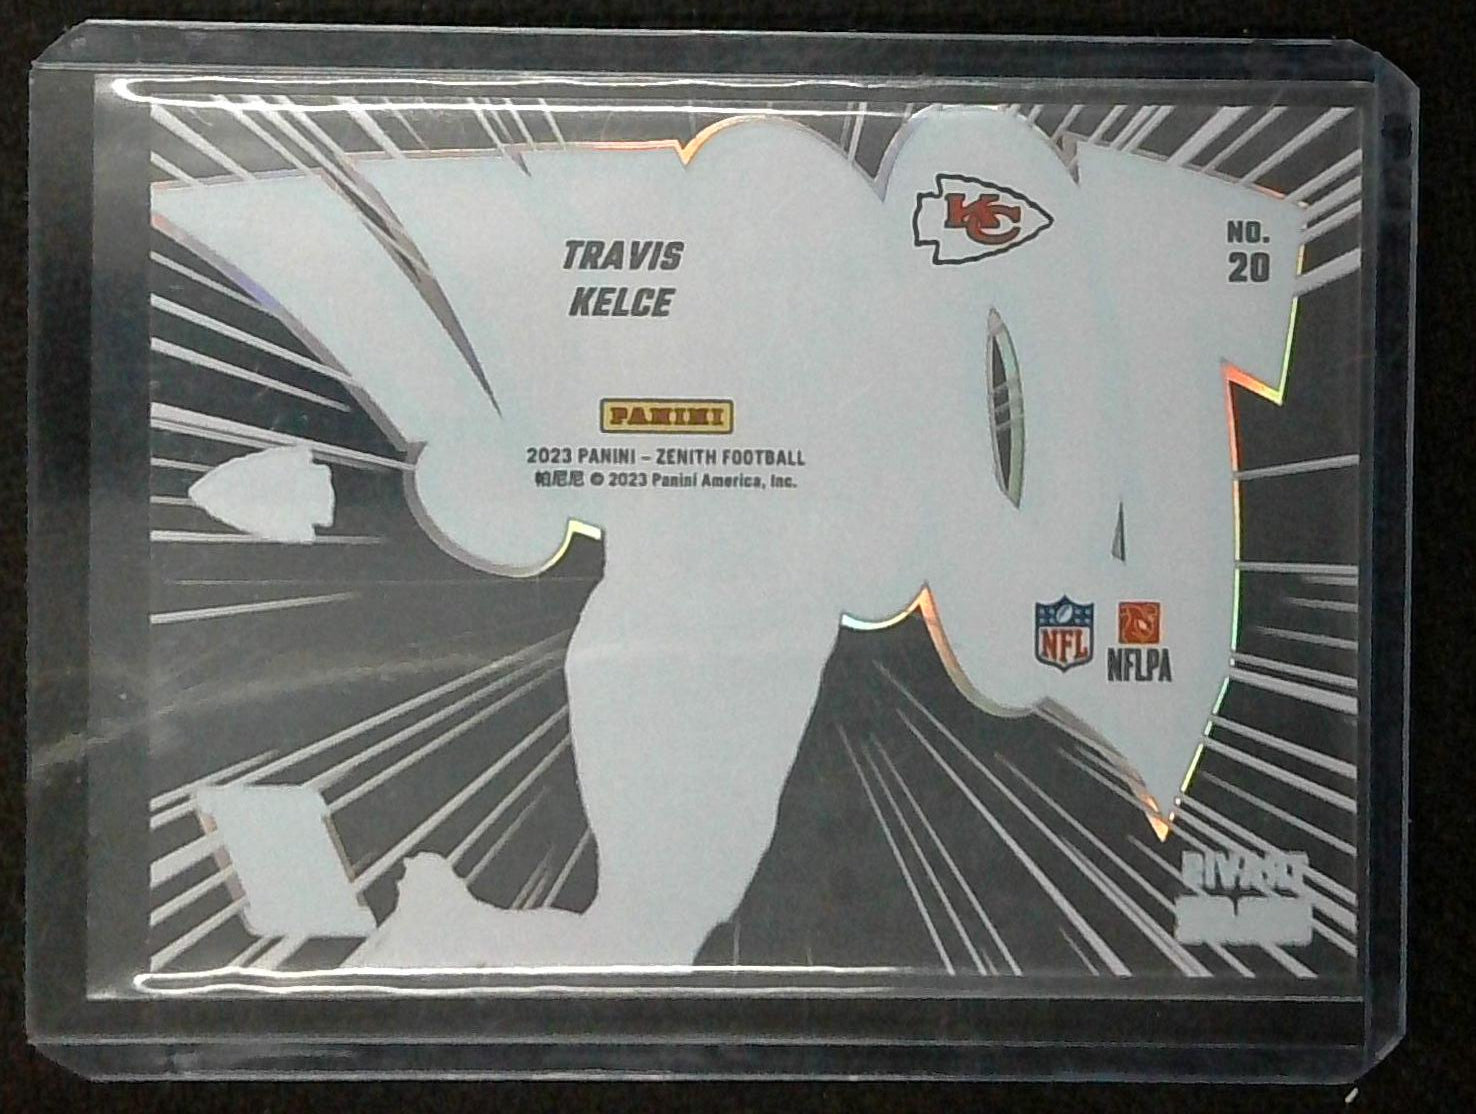 TRAVIS
KELCE
KC
NO.
20
PANINI
2023 PANINI – ZENITH FOOTBALL
帕尼尼 © 2023 Panini America, Inc.
NFL
NFLPA